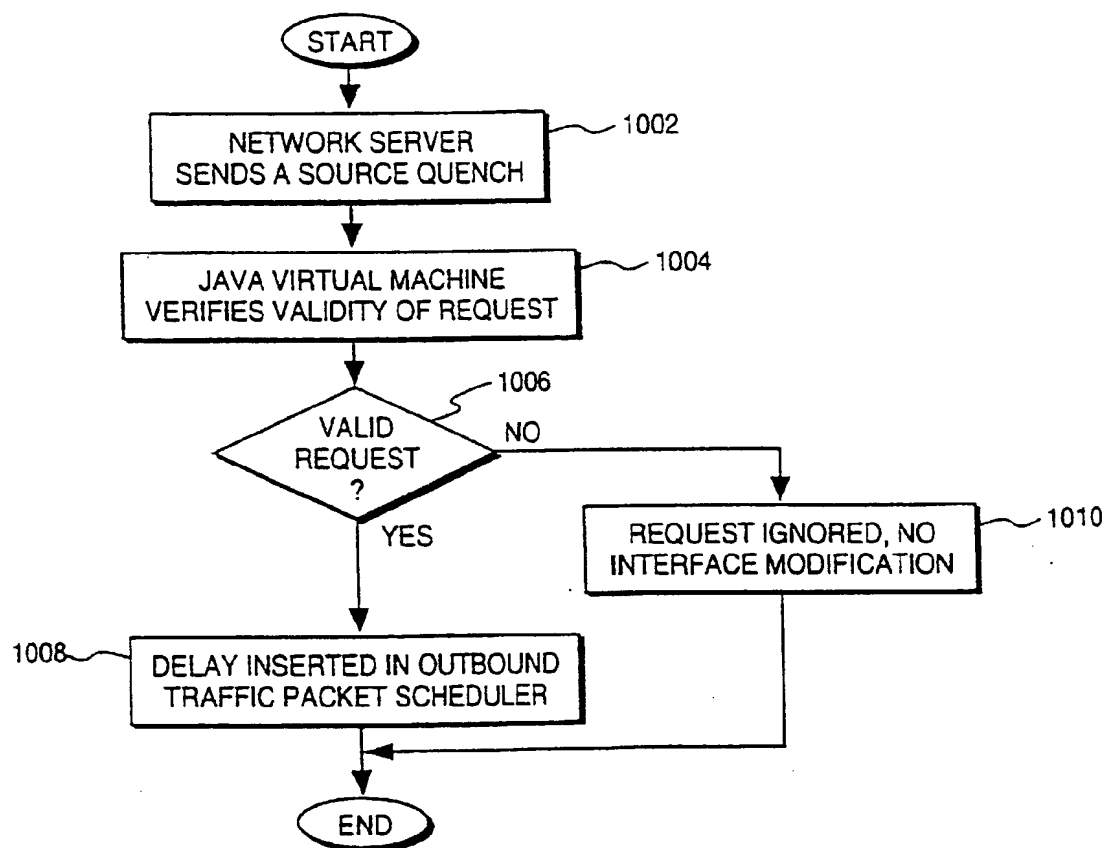 START
NETWORK SERVER
SENDS A SOURCE QUENCH
1002
JAVA VIRTUAL MACHINE
VERIFIES VALIDITY OF REQUEST
1004
VALID
REQUEST
?
1006
NO
YES
REQUEST IGNORED, NO
INTERFACE MODIFICATION
1010
1008
DELAY INSERTED IN OUTBOUND
TRAFFIC PACKET SCHEDULER
END